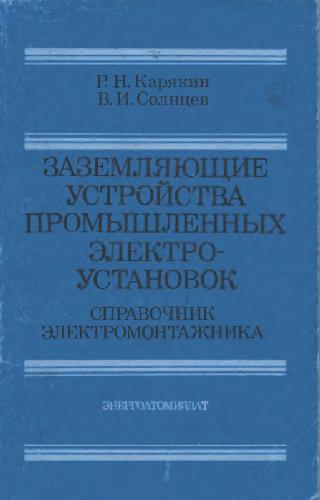 Р. Н. Карякин
В. И. Солнцев
ЗАЗЕМЛЯЮЩИЕ
УСТРОЙСТВА
ПРОМЫШЛЕННЫХ
ЭЛЕКТРО-
УСТАНОВОК
СПРАВОЧНИК
ЭЛЕКТРОМОНТАЖНИКА
ЭНЕРГОАТОМИЗДАТ